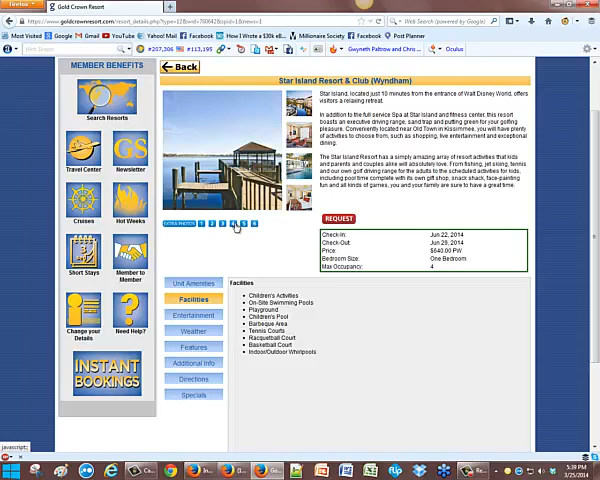 Firefox
Gold Crown Resort
www.goldcrownresort.com/resort_details.php?type=12&wid=760642&spid=1&news=1
Web Search (powered by Google)
Most Visited
Google
Home
Log In
YouTube
How I Wrote a $30k eB...
Millionaire Society
Facebook
Post Planner
#207,306
#113,195
Gwyneth Paltrow and Chris ...
Oculus
MEMBER BENEFITS
Back
Search Resorts
Travel Center
GS
Newsletter
Cruises
Hot Weeks
Short Stays
Member to
Member
Change your
Details
Need Help?
INSTANT
BOOKINGS
Star Island Resort & Club (Wyndham)
Star Island, located just 10 minutes from the entrance of Walt Disney World, offers
visitors a relaxing retreat.
In addition to the full service Spa at Star Island and fitness center, this resort
boasts an executive driving range, sand trap and putting green for your golfing
pleasure. Conveniently located near Old Town in Kissimmee, you will have plenty
of activities to choose from, such as shopping, live entertainment and exceptional
dining.
The Star Island Resort has a simply amazing array of resort activities that kids
and parents and couples alike will absolutely love. From fishing, jet skiing, tennis
and our own golf driving range for the adults to the scheduled activities for kids,
including pool time complete with its own gift shop, snack shack, face-painting
fun and all kinds of games, you and your family are sure to have a great time.
EXTRA PHOTOS 1 2 3 4 5 6
REQUEST
Check-In: Jun 22, 2014
Check-Out: Jun 29, 2014
Price: $640.00 PW
Bedroom Size: One Bedroom
Max Occupancy: 4
Unit Amenities
Facilities
Entertainment
Weather
Features
Additional Info
Directions
Specials
Facilities
Children's Activities
On-Site Swimming Pools
Playground
Children's Pool
Barbeque Area
Tennis Courts
Racquetball Court
Basketball Court
Indoor/Outdoor Whirlpools
javascript:;
5:39 PM
3/25/2014